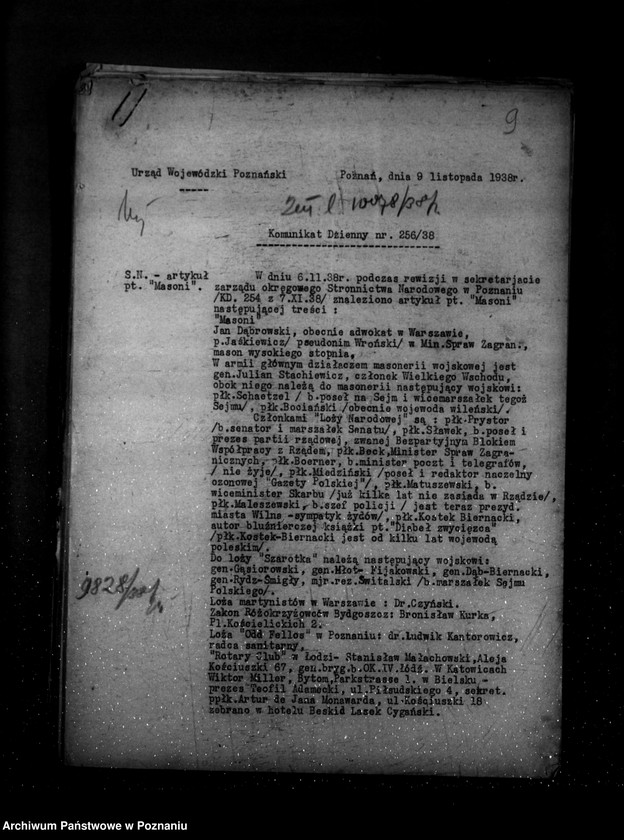 9
Urząd Wojewódzki Poznański Poznań, dnia 9 listopada 1938r.
Komunikat Dzienny nr. 256/38
S.N. - artykuł
pt. "Masoni".
W dniu 6.11.38r. podczas rewizji w sekretarjacie
zarządu okręgowego Stronnictwa Narodowego w Poznaniu
/KD. 254 z 7.XI.38/ znaleziono artykuł pt. "Masoni"
następującej treści :
"Masoni"
Jan Dąbrowski, obecnie adwokat w Warszawie,
p.Jaśkiewicz/ pseudonim Wroński/ w Min.Spraw Zagran.,
mason wysokiego stopnia,
W armii głównym działaczem masonerii wojskowej jest
gen.Julian Stachiewicz, członek Wielkiego Wschodu,
obok niego należą do masonerii następujący wojskowi:
płk.Schaetzel / b.poseł na Sejm i wicemarszałek tegoż
Sejmu/, płk.Bociański /obecnie wojewoda wileński/.
Członkami "Loży Narodowej" są : płk.Prystor
/b.senator i marszałek Senatu/, płk.Sławek, b.poseł i
prezes partii rządowej, zwanej Bezpartyjnym Blokiem
Współpracy z Rządem, płk.Beck,Minister Spraw Zagra-
nicznych, płk.Boerner, b.minister poczt i telegrafów,
/ nie żyje/, płk.Miedziński /poseł i redaktor naczelny
ozonowej "Gazety Polskiej"/, płk.Matuszewski, b.
wiceminister Skarbu /już kilka lat nie zasiada w Rządzie/,
płk.Maleszewski, b.szef policji / jest teraz prezyd.
miasta Wilna -sympatyk żydów/, płk.Kostek Biernacki,
autor bluźnierczej książki pt."Diabeł zwycięzca"
/płk.Kostek-Biernacki jest od kilku lat wojewodą
poleskim/.
Do loży "Szarotka" należą następujący wojskowi:
gen.Gąsiorowski, gen.Młot- Fijakowski, gen.Dąb-Biernacki,
gen.Rydz-Śmigły, mjr.rez.Świtalski /b.marszałek Sejmu
Polskiego/.
Loża martynistów w Warszawie : Dr.Czyński.
Zakon Różokrzyżowców Bydgoszcz: Bronisław Kurka,
Pl.Kościelickich 2.
Loża "Odd Fellos" w Poznaniu: dr.Ludwik Kantorowicz,
radca sanitarny,
"Rotary Club" w Łodzi- Stanisław Małachowski,Aleja
Kościuszki 67, gen.bryg.b.OK.IV.Łódź. W Katowicach
Wiktor Miller, Bytom,Parkstrasse 1. w Bielsku -
prezes Teofil Adamecki, ul.Piłsudskiego 4, sekret.
ppłk.Artur de Jana Monawarda, ul.Kościuszki 18
zebrano w hotelu Beskid Lasek Cygański.
Archiwum Państwowe w Poznaniu